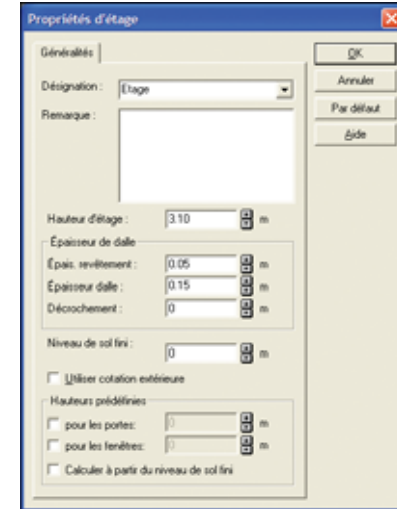 Propriétés d'étage
Généralités
OK
Annuler
Par défaut
Aide
Désignation : Etage
Remarque :
Hauteur d'étage : 3.10 m
Épaisseur de dalle
Épais. revêtement : 0.05 m
Épaisseur dalle : 0.15 m
Décrochement : 0 m
Niveau de sol fini : 0 m
Utiliser cotation extérieure
Hauteurs prédéfinies
pour les portes: 0 m
pour les fenêtres: 0 m
Calculer à partir du niveau de sol fini